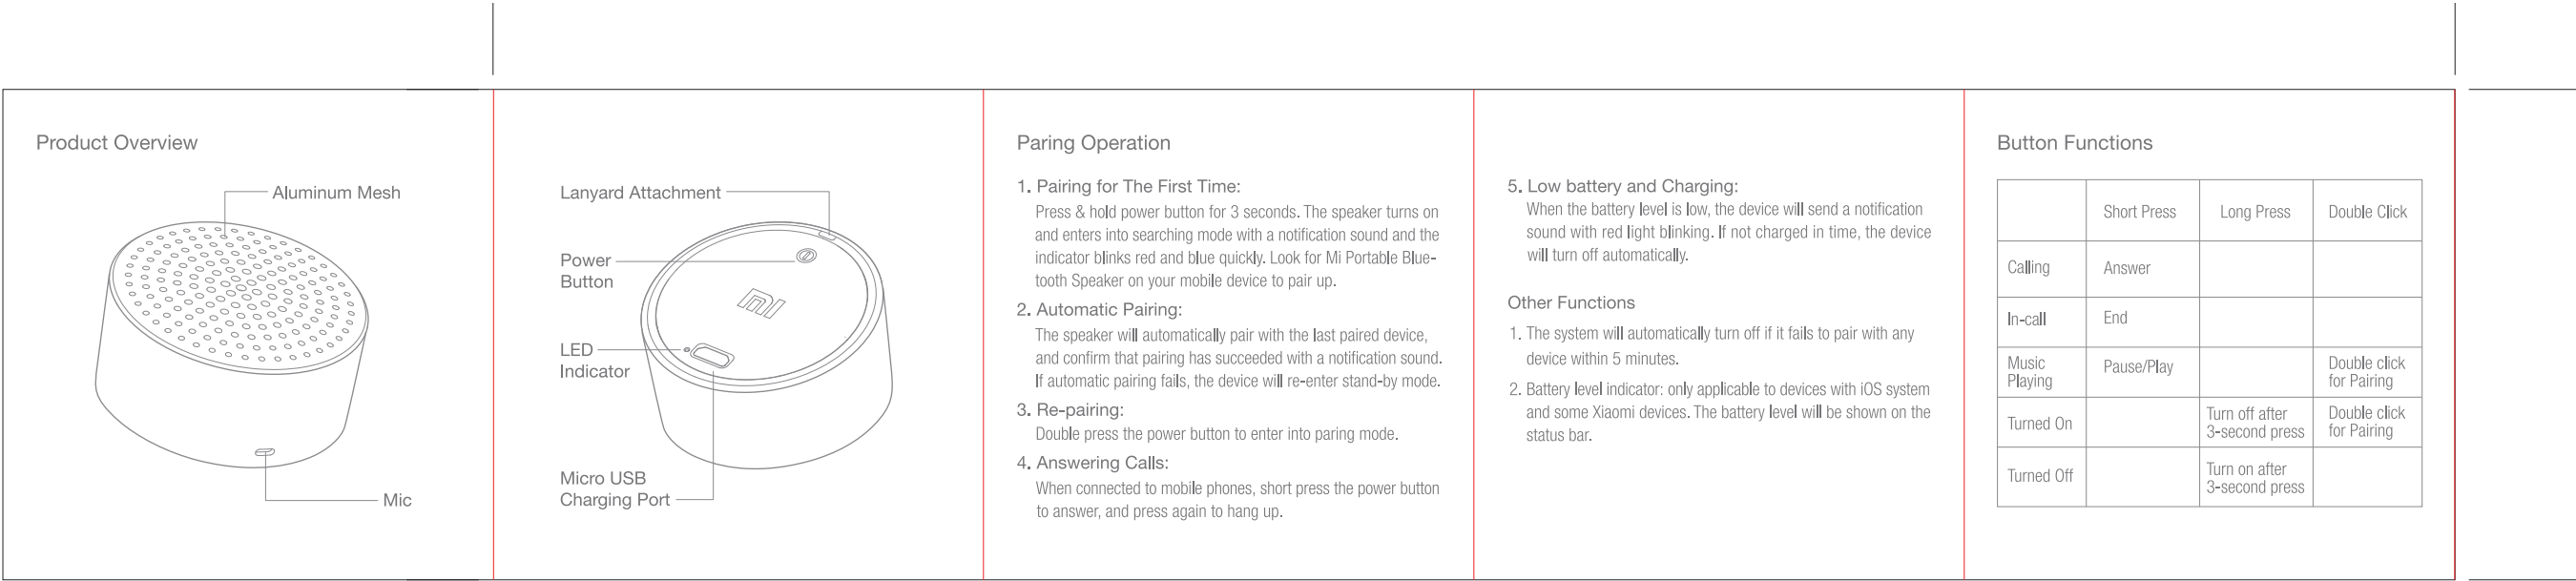 Product Overview
Aluminum Mesh
Mic
Lanyard Attachment
Power
Button
MI
LED
Indicator
Micro USB
Charging Port
Paring Operation
1. Pairing for The First Time:
Press & hold power button for 3 seconds. The speaker turns on
and enters into searching mode with a notification sound and the
indicator blinks red and blue quickly. Look for Mi Portable Blue-
tooth Speaker on your mobile device to pair up.
2. Automatic Pairing:
The speaker will automatically pair with the last paired device,
and confirm that pairing has succeeded with a notification sound.
If automatic pairing fails, the device will re-enter stand-by mode.
3. Re-pairing:
Double press the power button to enter into paring mode.
4. Answering Calls:
When connected to mobile phones, short press the power button
to answer, and press again to hang up.
5. Low battery and Charging:
When the battery level is low, the device will send a notification
sound with red light blinking. If not charged in time, the device
will turn off automatically.
Other Functions
1. The system will automatically turn off if it fails to pair with any
device within 5 minutes.
2. Battery level indicator: only applicable to devices with iOS system
and some Xiaomi devices. The battery level will be shown on the
status bar.
Button Functions
Short Press Long Press Double Click
Calling Answer
In-call End
Music
Playing
Pause/Play
Double click
for Pairing
Turned On
Turn off after
3-second press
Double click
for Pairing
Turned Off
Turn on after
3-second press